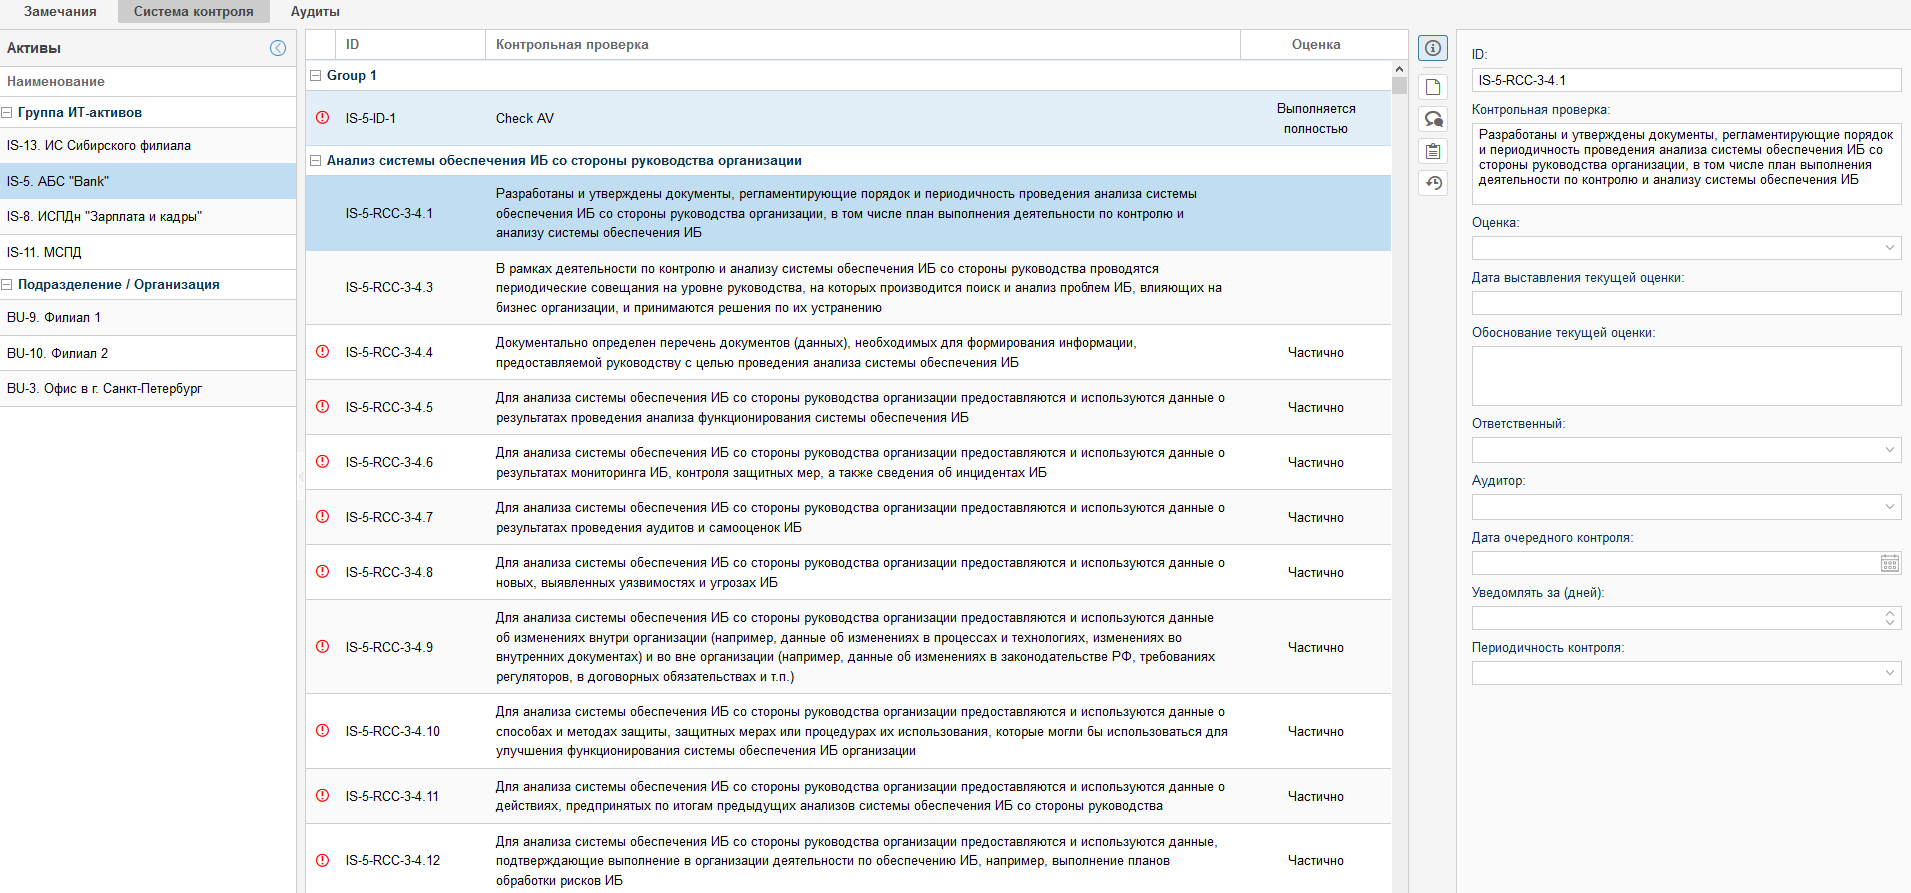 Замечания
Система контроля
Аудиты
Активы
Наименование
Группа ИТ-активов
IS-13. ИС Сибирского филиала
IS-5. АБС "Bank"
IS-8. ИСПДн "Зарплата и кадры"
IS-11. МСПД
Подразделение / Организация
BU-9. Филиал 1
BU-10. Филиал 2
BU-3. Офис в г. Санкт-Петербург
ID
Контрольная проверка
Оценка
Group 1
IS-5-ID-1
Check AV
Выполняется
полностью
Анализ системы обеспечения ИБ со стороны руководства организации
IS-5-RCC-3-4.1
Разработаны и утверждены документы, регламентирующие порядок и периодичность проведения анализа системы
обеспечения ИБ со стороны руководства организации, в том числе план выполнения деятельности по контролю и
анализу системы обеспечения ИБ
IS-5-RCC-3-4.3
В рамках деятельности по контролю и анализу системы обеспечения ИБ со стороны руководства проводятся
периодические совещания на уровне руководства, на которых производится поиск и анализ проблем ИБ, влияющих на
бизнес организации, и принимаются решения по их устранению
IS-5-RCC-3-4.4
Документально определен перечень документов (данных), необходимых для формирования информации,
предоставляемой руководству с целью проведения анализа системы обеспечения ИБ
Частично
IS-5-RCC-3-4.5
Для анализа системы обеспечения ИБ со стороны руководства организации предоставляются и используются данные о
результатах проведения анализа функционирования системы обеспечения ИБ
Частично
IS-5-RCC-3-4.6
Для анализа системы обеспечения ИБ со стороны руководства организации предоставляются и используются данные о
результатах мониторинга ИБ, контроля защитных мер, а также сведения об инцидентах ИБ
Частично
IS-5-RCC-3-4.7
Для анализа системы обеспечения ИБ со стороны руководства организации предоставляются и используются данные о
результатах проведения аудитов и самооценок ИБ
Частично
IS-5-RCC-3-4.8
Для анализа системы обеспечения ИБ со стороны руководства организации предоставляются и используются данные о
новых, выявленных уязвимостях и угрозах ИБ
Частично
IS-5-RCC-3-4.9
Для анализа системы обеспечения ИБ со стороны руководства организации предоставляются и используются данные
об изменениях внутри организации (например, данные об изменениях в процессах и технологиях, изменениях во
внутренних документах) и во вне организации (например, данные об изменениях в законодательстве РФ, требованиях
регуляторов, в договорных обязательствах и т.п.)
Частично
IS-5-RCC-3-4.10
Для анализа системы обеспечения ИБ со стороны руководства организации предоставляются и используются данные о
способах и методах защиты, защитных мерах или процедурах их использования, которые могли бы использоваться для
улучшения функционирования системы обеспечения ИБ организации
Частично
IS-5-RCC-3-4.11
Для анализа системы обеспечения ИБ со стороны руководства организации предоставляются и используются данные о
действиях, предпринятых по итогам предыдущих анализов системы обеспечения ИБ со стороны руководства
Частично
IS-5-RCC-3-4.12
Для анализа системы обеспечения ИБ со стороны руководства организации предоставляются и используются данные,
подтверждающие выполнение в организации деятельности по обеспечению ИБ, например, выполнение планов
обработки рисков ИБ
Частично
ID:
IS-5-RCC-3-4.1
Контрольная проверка:
Разработаны и утверждены документы, регламентирующие порядок
и периодичность проведения анализа системы обеспечения ИБ со
стороны руководства организации, в том числе план выполнения
деятельности по контролю и анализу системы обеспечения ИБ
Оценка:
Дата выставления текущей оценки:
Обоснование текущей оценки:
Ответственный:
Аудитор:
Дата очередного контроля:
Уведомлять за (дней):
Периодичность контроля: